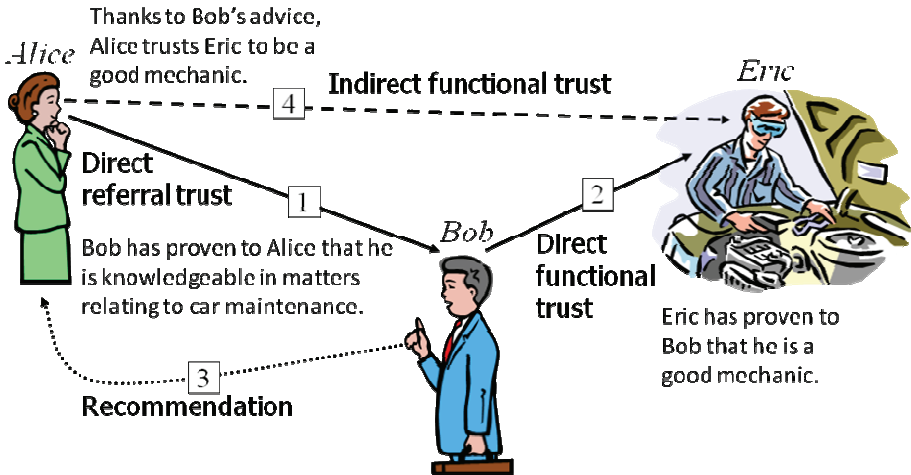 Thanks to Bob's advice,
Alice trusts Eric to be a
good mechanic.
Alice
Eric
Indirect functional trust
4
Direct
referral trust
1
2
Bob
Bob has proven to Alice that he
is knowledgeable in matters
relating to car maintenance.
Direct
functional
trust
Eric has proven to
Bob that he is a
good mechanic.
3
Recommendation